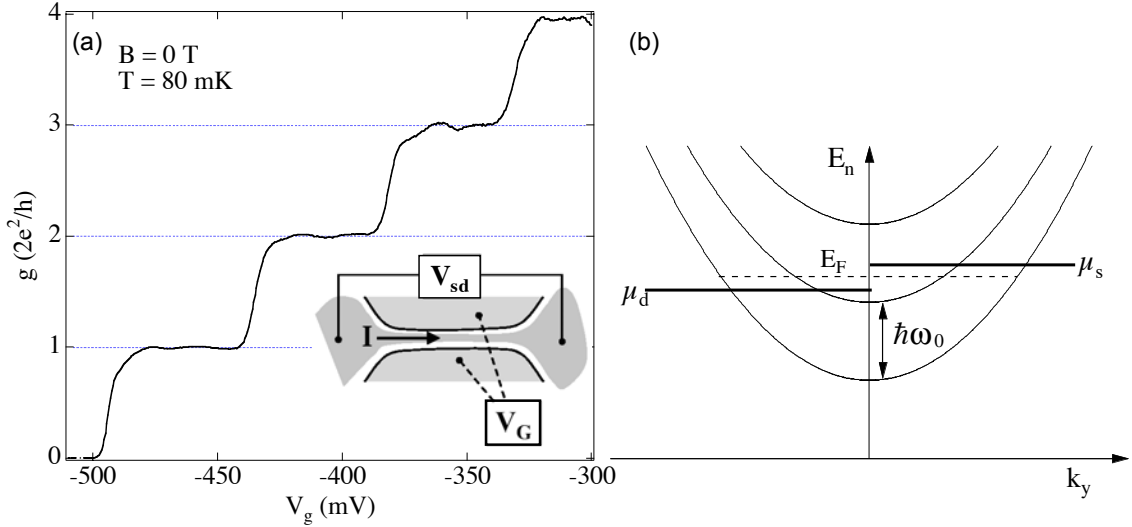 (a)
B = 0 T
T = 80 mK
g (2e²/h)
4
3
2
1
0
-500
-450
-400
-350
-300
V_g (mV)
V_sd
I
V_G
(b)
E_n
E_F
μ_s
μ_d
ħω₀
k_y